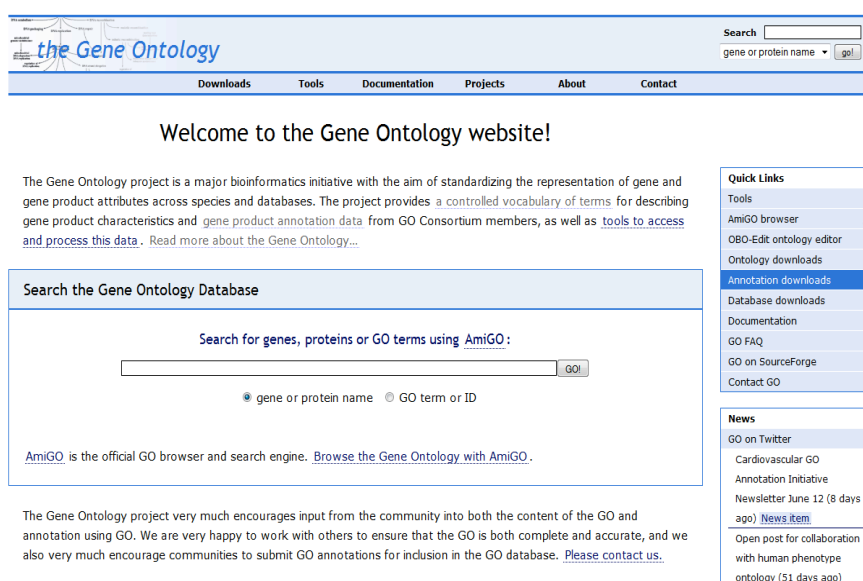 the Gene Ontology
Search
gene or protein name go!
Downloads Tools Documentation Projects About Contact
Welcome to the Gene Ontology website!
The Gene Ontology project is a major bioinformatics initiative with the aim of standardizing the representation of gene and
gene product attributes across species and databases. The project provides a controlled vocabulary of terms for describing
gene product characteristics and gene product annotation data from GO Consortium members, as well as tools to access
and process this data. Read more about the Gene Ontology...
Search the Gene Ontology Database
Search for genes, proteins or GO terms using AmiGO:
GO!
gene or protein name GO term or ID
AmiGO is the official GO browser and search engine. Browse the Gene Ontology with AmiGO.
The Gene Ontology project very much encourages input from the community into both the content of the GO and
annotation using GO. We are very happy to work with others to ensure that the GO is both complete and accurate, and we
also very much encourage communities to submit GO annotations for inclusion in the GO database. Please contact us.
Quick Links
Tools
AmiGO browser
OBO-Edit ontology editor
Ontology downloads
Annotation downloads
Database downloads
Documentation
GO FAQ
GO on SourceForge
Contact GO
News
GO on Twitter
Cardiovascular GO
Annotation Initiative
Newsletter June 12 (8 days
ago) News item
Open post for collaboration
with human phenotype
ontology (51 days ago)